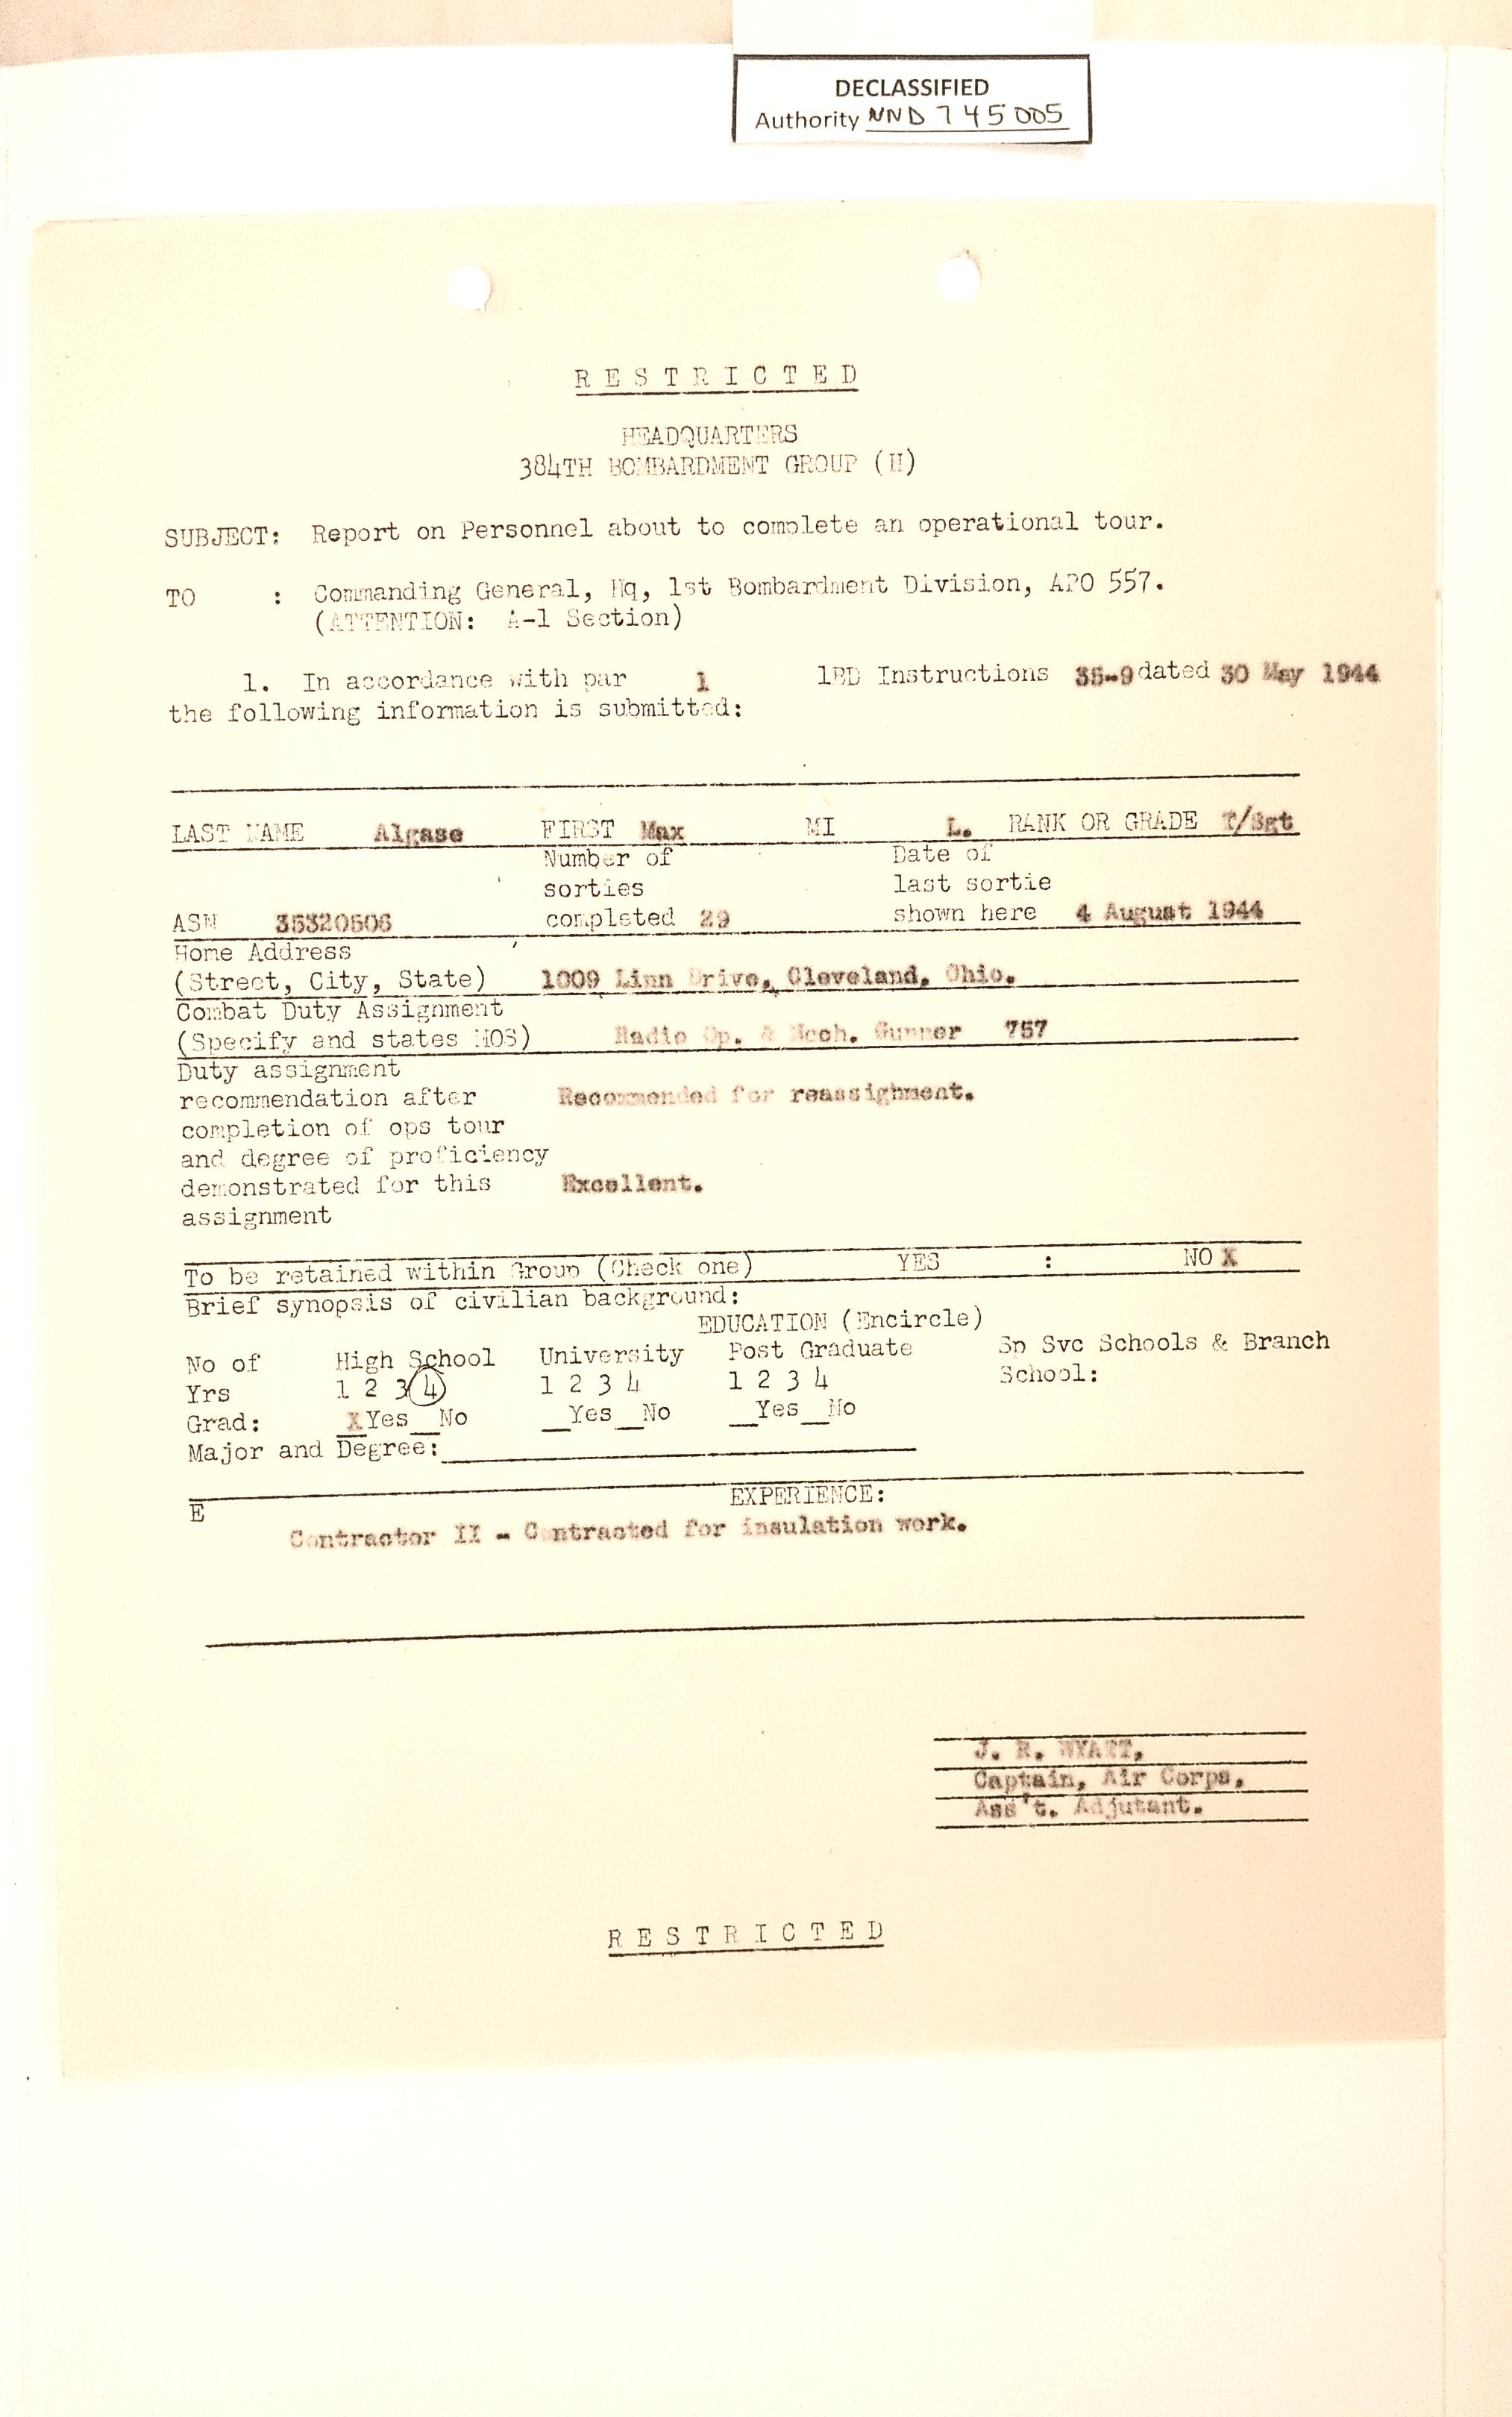 DECLASSIFIED
Authority NND 745005
RESTRICTED
HEADQUARTERS
384TH BOMBARDMENT GROUP (H)
SUBJECT: Report on Personnel about to complete an operational tour.
TO : Commanding General, Hq, 1st Bombardment Division, APO 557.
(ATTENTION: A-1 Section)
1. In accordance with par 1 1BD Instructions 35-9 dated 30 May 1944
the following information is submitted:
LAST NAME Algase FIRST Max MI L. RANK OR GRADE T/Sgt
Number of Date of
sorties last sortie
ASN 35320506 completed 29 shown here 4 August 1944
Home Address
(Street, City, State) 1009 Linn Drive, Cleveland, Ohio.
Combat Duty Assignment
(Specify and states MOS) Radio Op. & Mech. Gunner 757
Duty assignment
recommendation after Recommended for reassighment.
completion of ops tour
and degree of proficiency
demonstrated for this Excellent.
assignment
To be retained within Group (Check one) YES : NO X
Brief synopsis of civilian background:
EDUCATION (Encircle)
No of High School University Post Graduate Sp Svc Schools & Branch
Yrs 1 2 3 4 1 2 3 4 1 2 3 4 School:
Grad: X Yes__No __Yes__No __Yes__No
Major and Degree:
E EXPERIENCE:
Contractor II - Contracted for insulation work.
J. R. WYATT,
Captain, Air Corps,
Ass't. Adjutant.
RESTRICTED